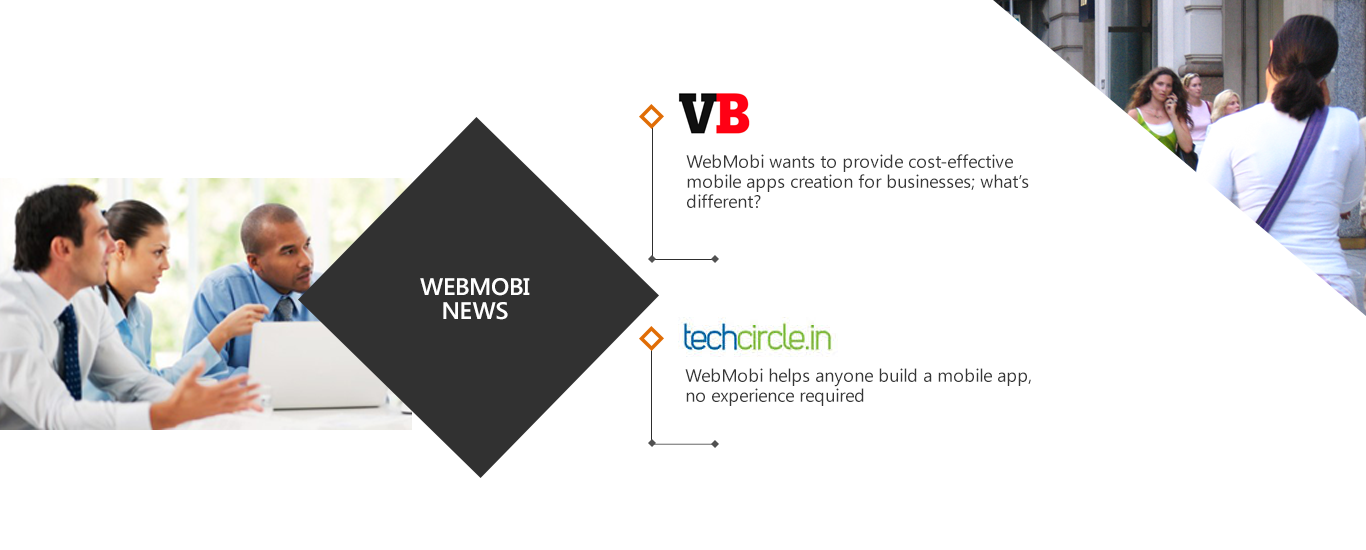 WEBMOBI
NEWS
VB
WebMobi wants to provide cost-effective
mobile apps creation for businesses; what's
different?
techcircle.in
WebMobi helps anyone build a mobile app,
no experience required